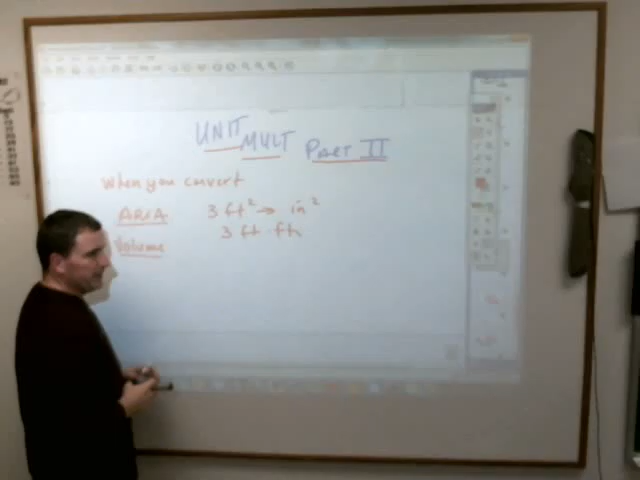 UNIT MULT PART II
When you convert
AREA 3 ft² → in²
Volume 3 ft · ft